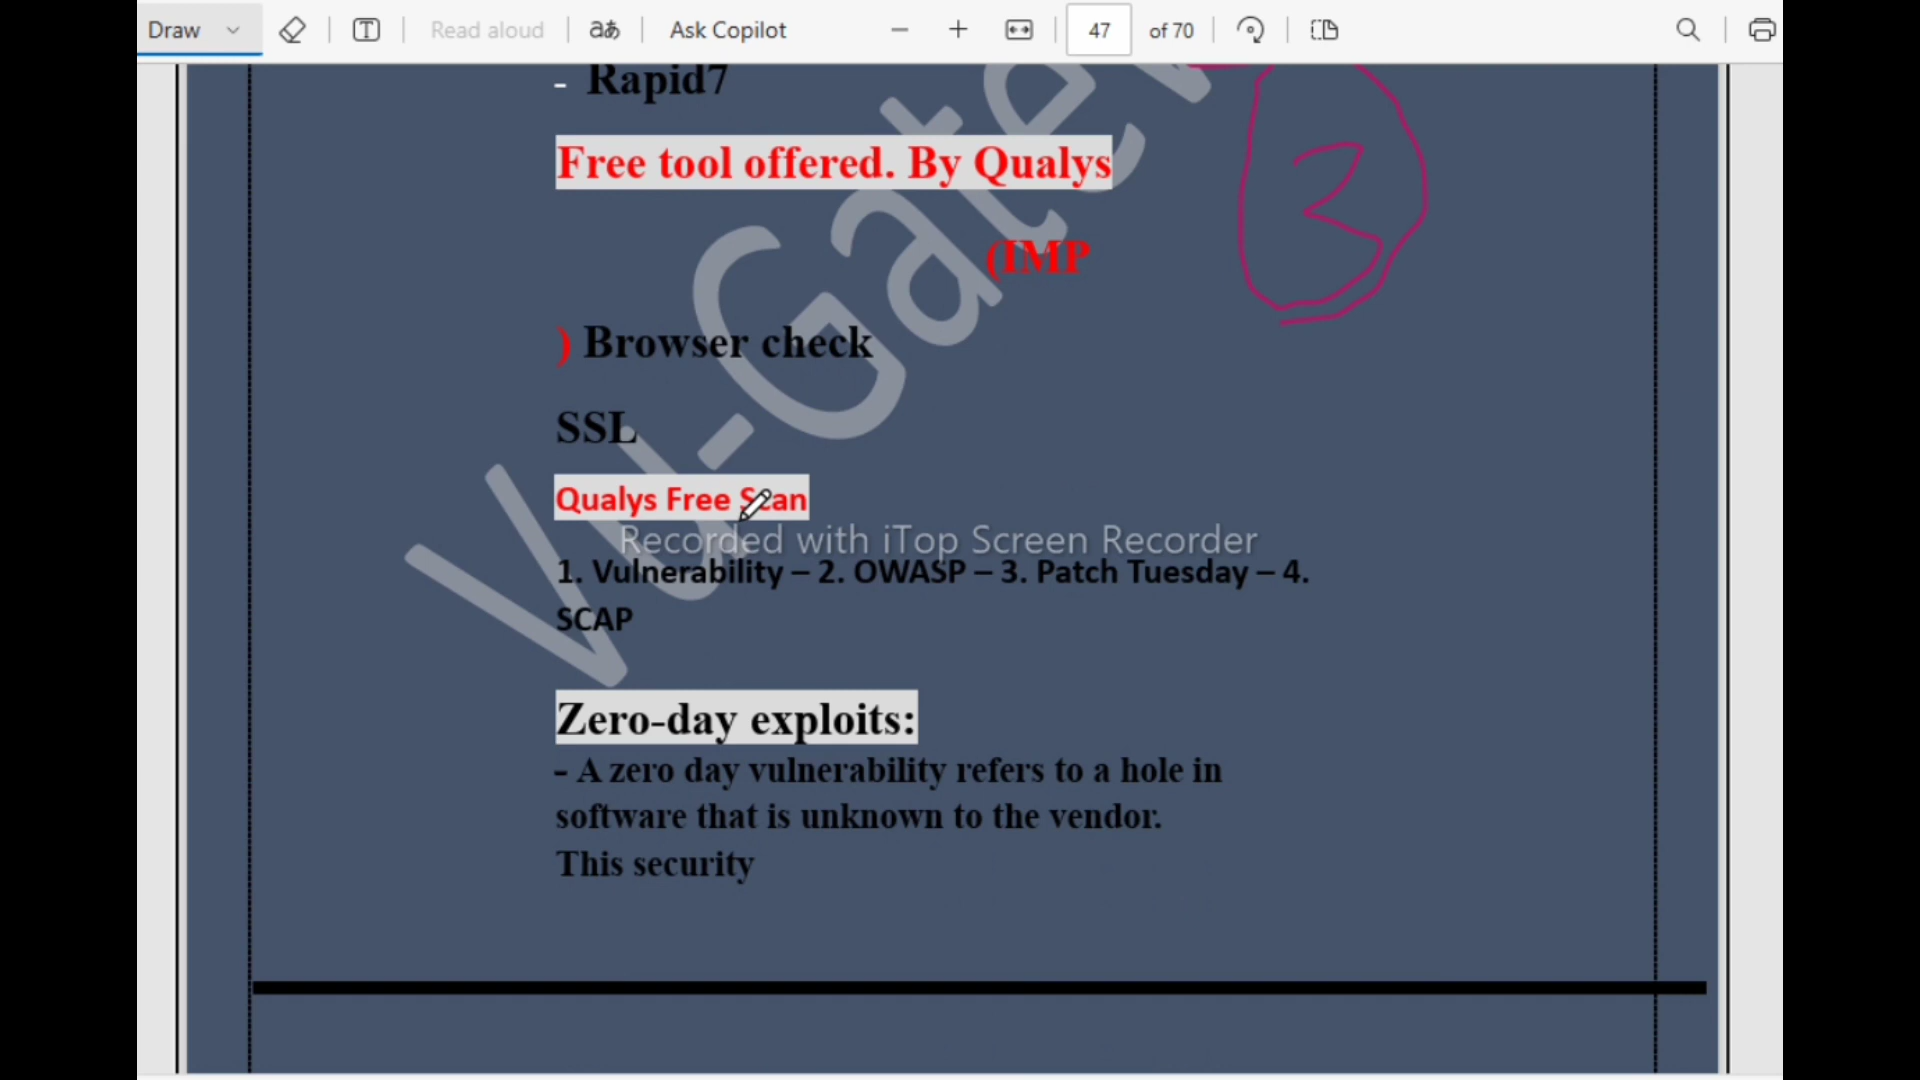 Draw Read aloud aあ Ask Copilot 47 of 70
- Rapid7
Free tool offered. By Qualys
(IMP
) Browser check
SSL
Qualys Free Scan
Recorded with iTop Screen Recorder
1. Vulnerability – 2. OWASP – 3. Patch Tuesday – 4.
SCAP
Zero-day exploits:
- A zero day vulnerability refers to a hole in
software that is unknown to the vendor.
This security
3